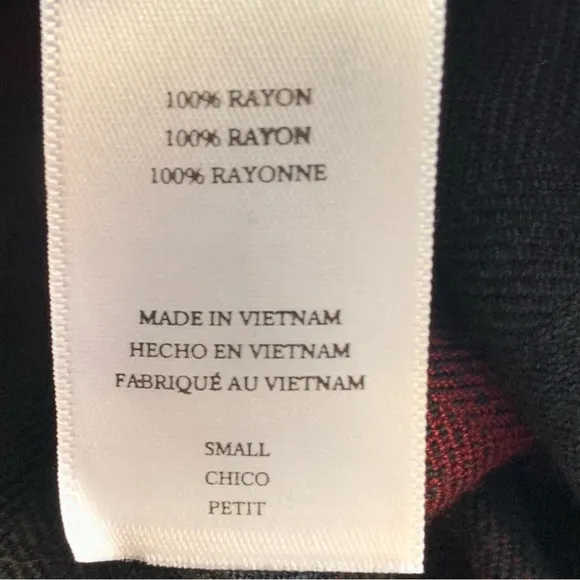 100% RAYON
100% RAYON
100% RAYONNE
MADE IN VIETNAM
HECHO EN VIETNAM
FABRIQUÉ AU VIETNAM
SMALL
CHICO
PETIT